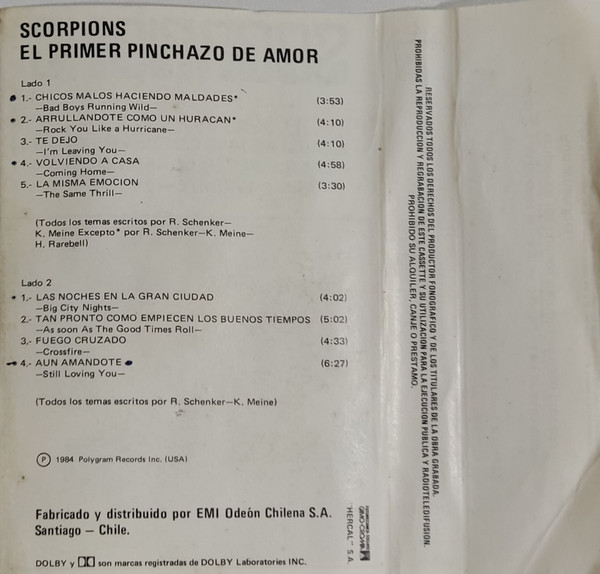 SCORPIONS
EL PRIMER PINCHAZO DE AMOR
Lado 1
1.- CHICOS MALOS HACIENDO MALDADES* (3:53)
—Bad Boys Running Wild—
2.- ARRULLANDOTE COMO UN HURACAN* (4:10)
—Rock You Like a Hurricane—
3.- TE DEJO (4:10)
—I'm Leaving You—
4.- VOLVIENDO A CASA (4:58)
—Coming Home—
5.- LA MISMA EMOCION (3:30)
—The Same Thrill—
(Todos los temas escritos por R. Schenker—
K. Meine Excepto* por R. Schenker—K. Meine—
H. Rarebell)
Lado 2
1.- LAS NOCHES EN LA GRAN CIUDAD (4:02)
—Big City Nights—
2.- TAN PRONTO COMO EMPIECEN LOS BUENOS TIEMPOS (5:02)
—As soon As The Good Times Roll—
3.- FUEGO CRUZADO (4:33)
—Crossfire—
4.- AUN AMANDOTE (6:27)
—Still Loving You—
(Todos los temas escritos por R. Schenker—K. Meine)
Ⓟ 1984 Polygram Records Inc. (USA)
Fabricado y distribuido por EMI Odeón Chilena S.A.
Santiago — Chile.
DOLBY y son marcas registradas de DOLBY Laboratories INC.
RESERVADOS TODOS LOS DERECHOS DEL PRODUCTOR FONOGRAFICO Y DE LOS TITULARES DE LA OBRA GRABADA.
PROHIBIDAS LA REPRODUCCION Y REGRABACION DE ESTE CASSETTE Y SU UTILIZACION PARA LA EJECUCION PUBLICA Y RADIOTELEDIFUSION.
PROHIBIDO SU ALQUILER, CANJE O PRESTAMO.
"HERCAL" S.A.